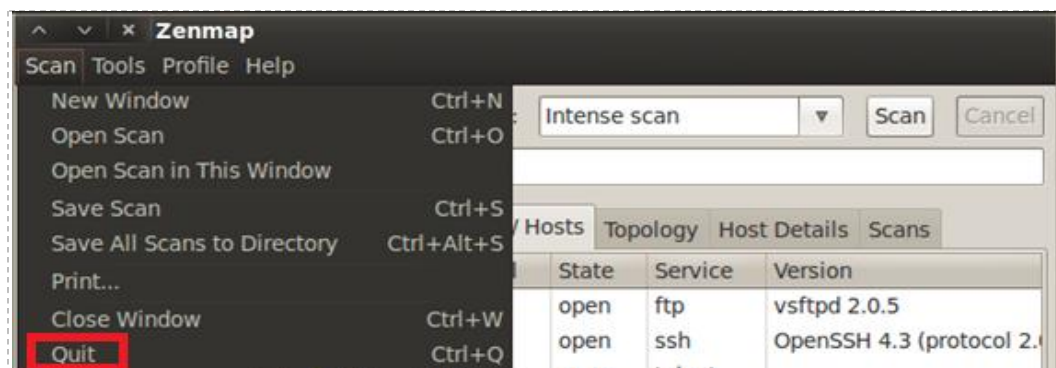 Zenmap
Scan Tools Profile Help
New Window Ctrl+N
Open Scan Ctrl+O
Open Scan in This Window
Save Scan Ctrl+S
Save All Scans to Directory Ctrl+Alt+S
Print...
Close Window Ctrl+W
Quit Ctrl+Q
: Intense scan Scan Cancel
/ Hosts Topology Host Details Scans
State Service Version
open ftp vsftpd 2.0.5
open ssh OpenSSH 4.3 (protocol 2.